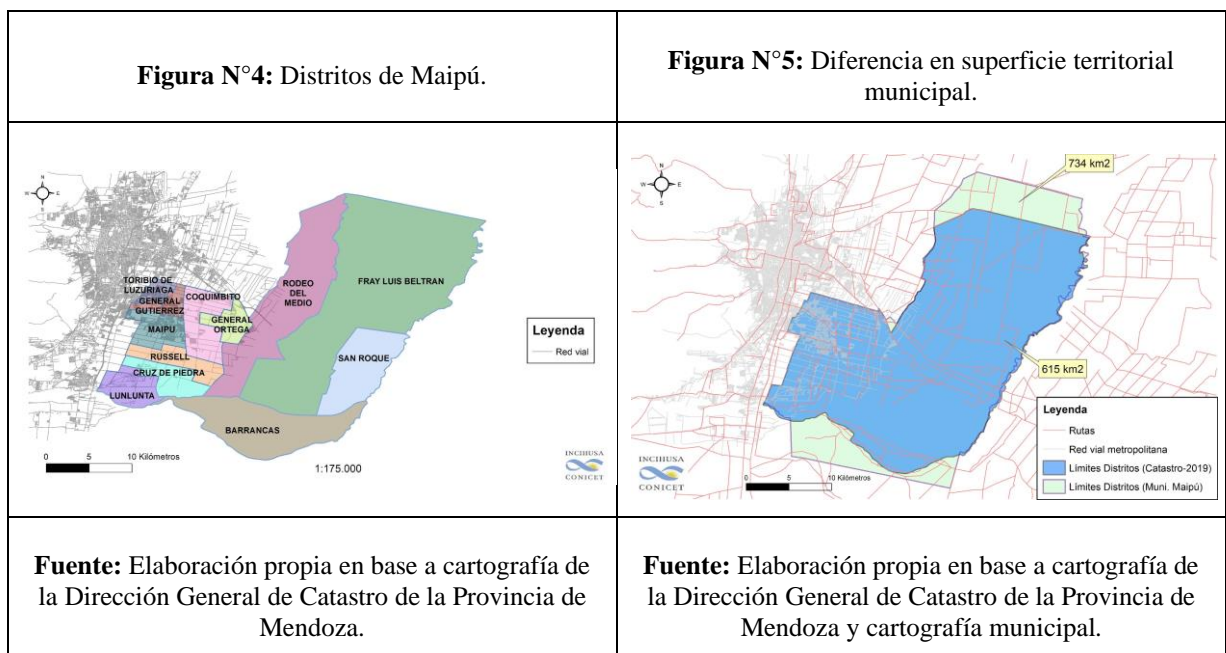 Figura N°4: Distritos de Maipú.
Figura N°5: Diferencia en superficie territorial
municipal.
N
W
E
S
TORIBIO DE
LUZURIAGA
GENERAL
GUTIERREZ
COQUIMBITO
MAIPU
GENERAL
ORTEGA
RODEO
DEL
MEDIO
FRAY LUIS BELTRAN
RUSSELL
CRUZ DE PIEDRA
LUNLUNTA
SAN ROQUE
BARRANCAS
Leyenda
Red vial
0 5 10 Kilómetros
1:175.000
INCIHUSA
CONICET
N
W
E
S
734 km2
615 km2
Leyenda
Rutas
Red vial metropolitana
Límites Distritos (Catastro-2019)
Límites Distritos (Muni. Maipú)
INCIHUSA
CONICET
0 5 10 Kilómetros
Fuente: Elaboración propia en base a cartografía de
la Dirección General de Catastro de la Provincia de
Mendoza.
Fuente: Elaboración propia en base a cartografía de
la Dirección General de Catastro de la Provincia de
Mendoza y cartografía municipal.